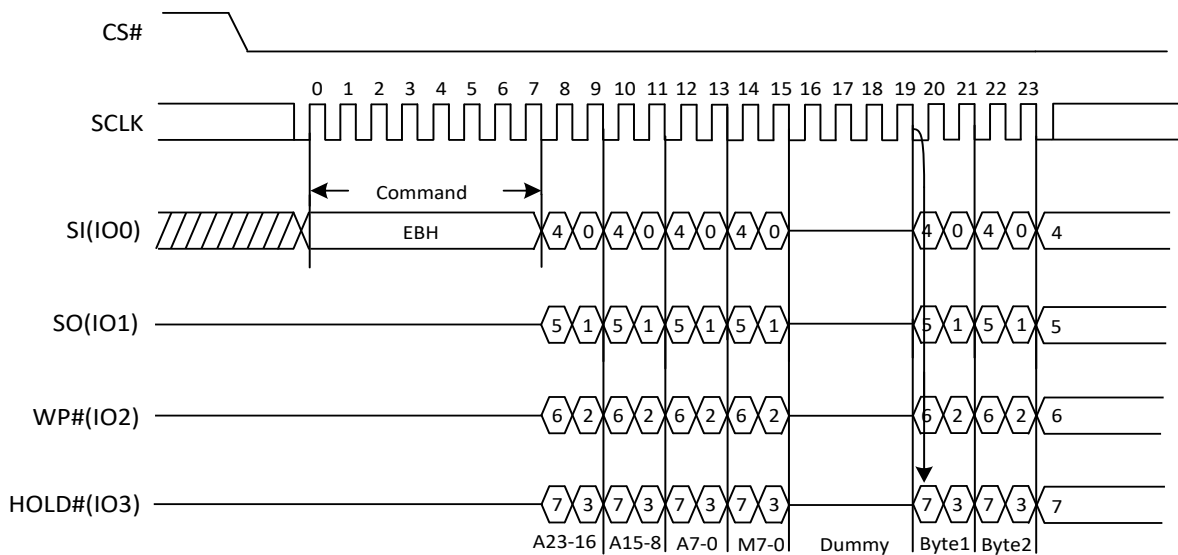 CS#
0 1 2 3 4 5 6 7 8 9 10 11 12 13 14 15 16 17 18 19 20 21 22 23
SCLK
Command
SI(IO0) EBH 4 0 4 0 4 0 4 0 4 0 4 0 4
SO(IO1) 5 1 5 1 5 1 5 1 5 1 5 1 5
WP#(IO2) 6 2 6 2 6 2 6 2 6 2 6 2 6
HOLD#(IO3) 7 3 7 3 7 3 7 3 7 3 7 3 7
A23-16 A15-8 A7-0 M7-0 Dummy Byte1 Byte2